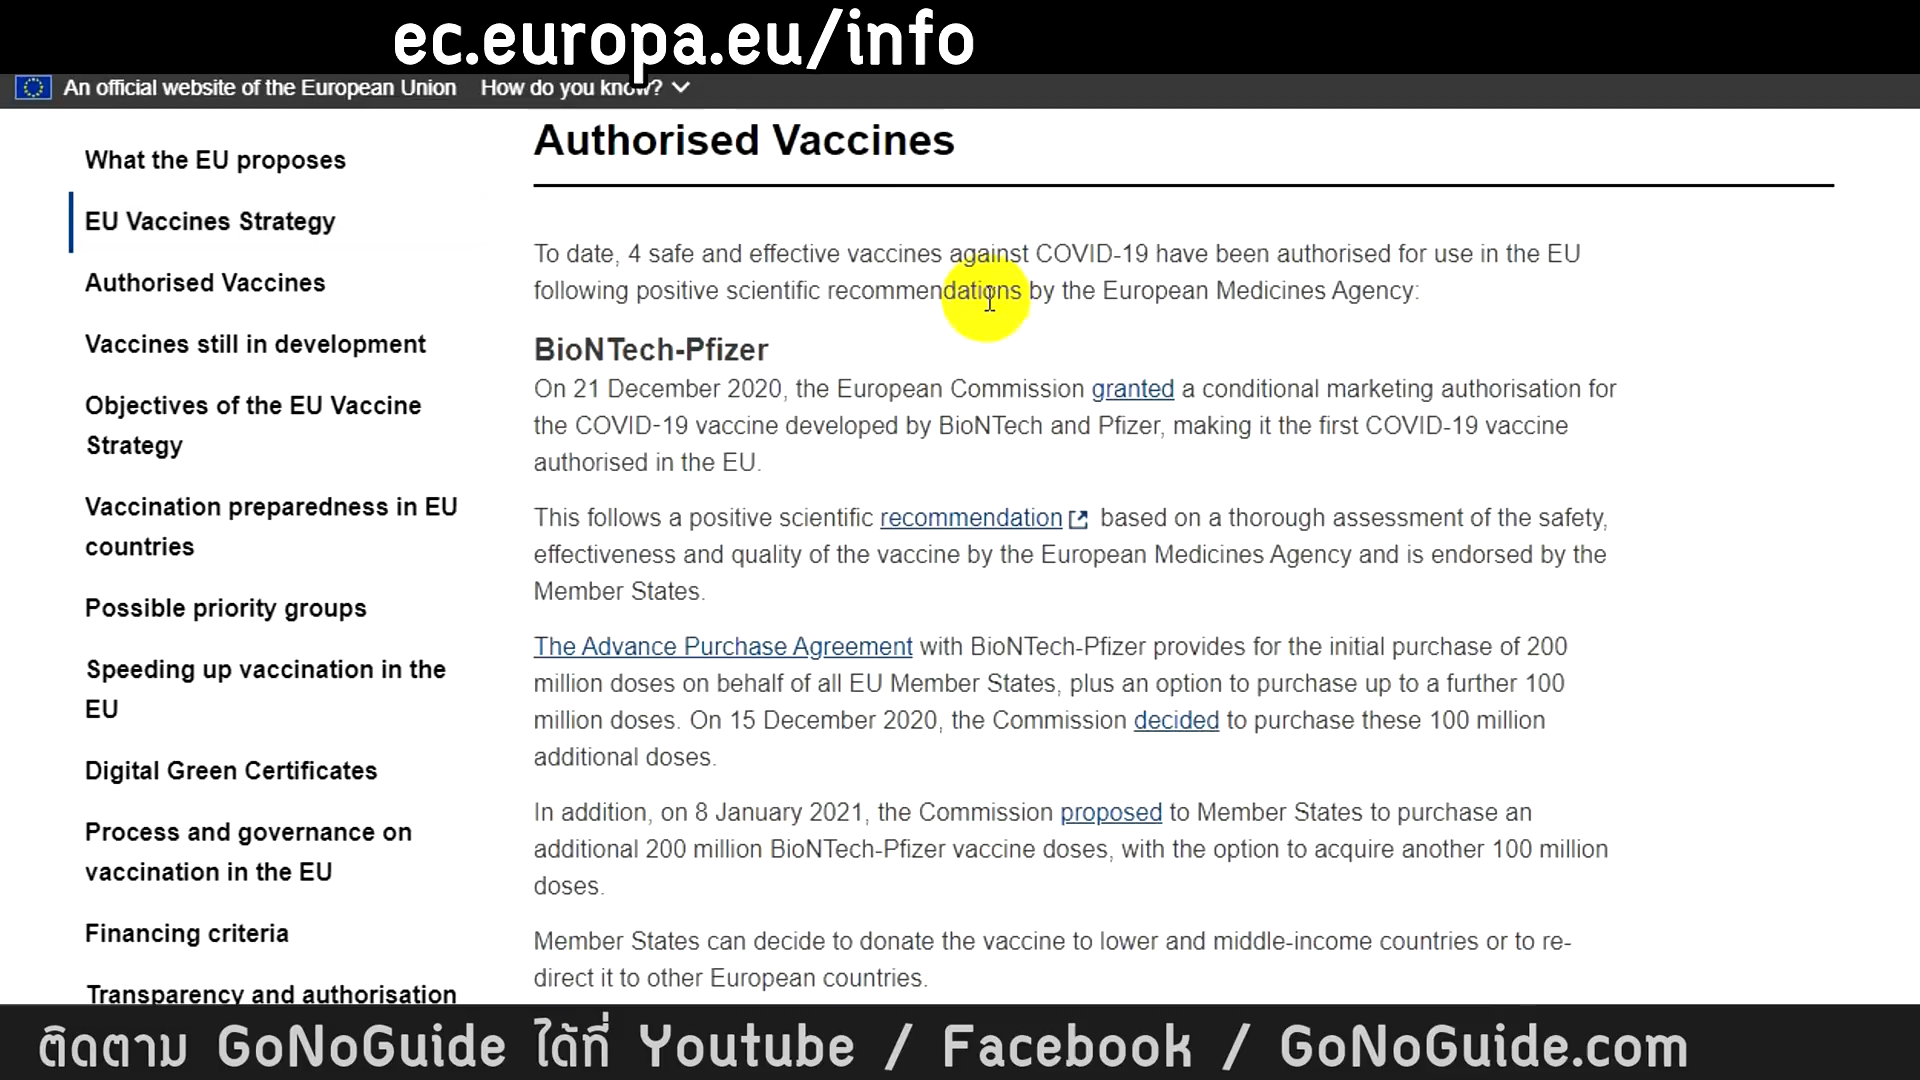 ec.europa.eu/info
An official website of the European Union How do you know?
What the EU proposes
EU Vaccines Strategy
Authorised Vaccines
Vaccines still in development
Objectives of the EU Vaccine
Strategy
Vaccination preparedness in EU
countries
Possible priority groups
Speeding up vaccination in the
EU
Digital Green Certificates
Process and governance on
vaccination in the EU
Financing criteria
Transparency and authorisation
Authorised Vaccines
To date, 4 safe and effective vaccines against COVID-19 have been authorised for use in the EU
following positive scientific recommendations by the European Medicines Agency:
BioNTech-Pfizer
On 21 December 2020, the European Commission granted a conditional marketing authorisation for
the COVID-19 vaccine developed by BioNTech and Pfizer, making it the first COVID-19 vaccine
authorised in the EU.
This follows a positive scientific recommendation based on a thorough assessment of the safety,
effectiveness and quality of the vaccine by the European Medicines Agency and is endorsed by the
Member States.
The Advance Purchase Agreement with BioNTech-Pfizer provides for the initial purchase of 200
million doses on behalf of all EU Member States, plus an option to purchase up to a further 100
million doses. On 15 December 2020, the Commission decided to purchase these 100 million
additional doses.
In addition, on 8 January 2021, the Commission proposed to Member States to purchase an
additional 200 million BioNTech-Pfizer vaccine doses, with the option to acquire another 100 million
doses.
Member States can decide to donate the vaccine to lower and middle-income countries or to re-
direct it to other European countries.
ติดตาม GoNoGuide ได้ที่ Youtube / Facebook / GoNoGuide.com